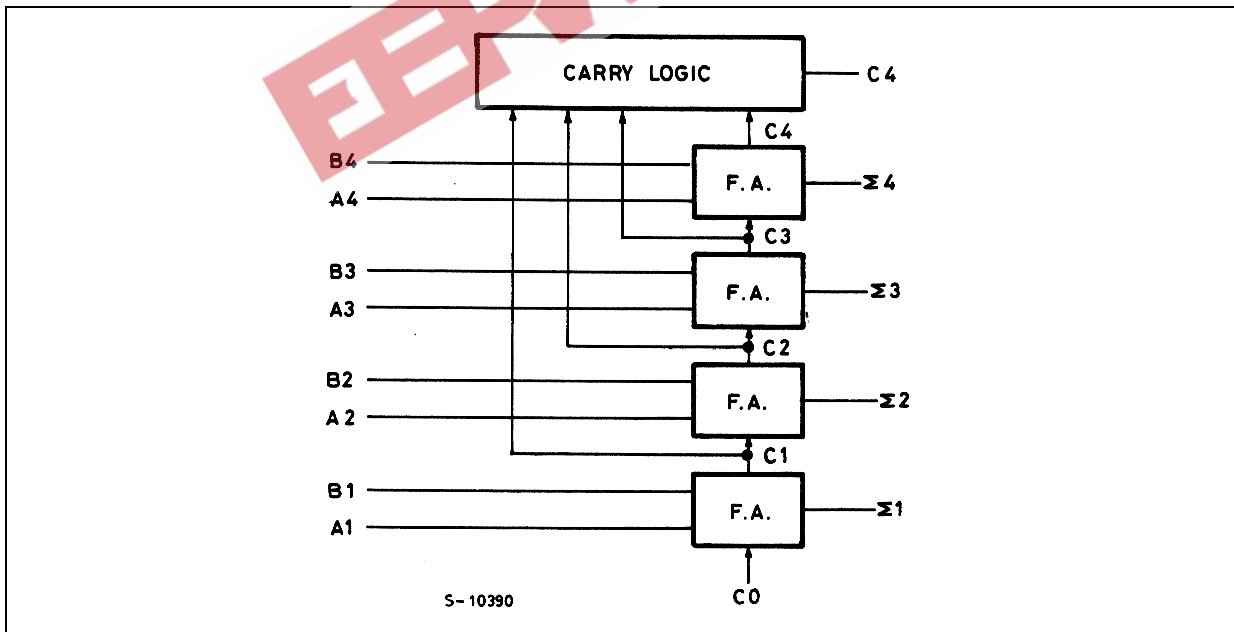 EEPW
CARRY LOGIC
C4
C4
B4
F.A.
Σ4
A4
C3
B3
F.A.
Σ3
A3
C2
B2
F.A.
Σ2
A2
C1
B1
F.A.
Σ1
A1
S-10390
C0